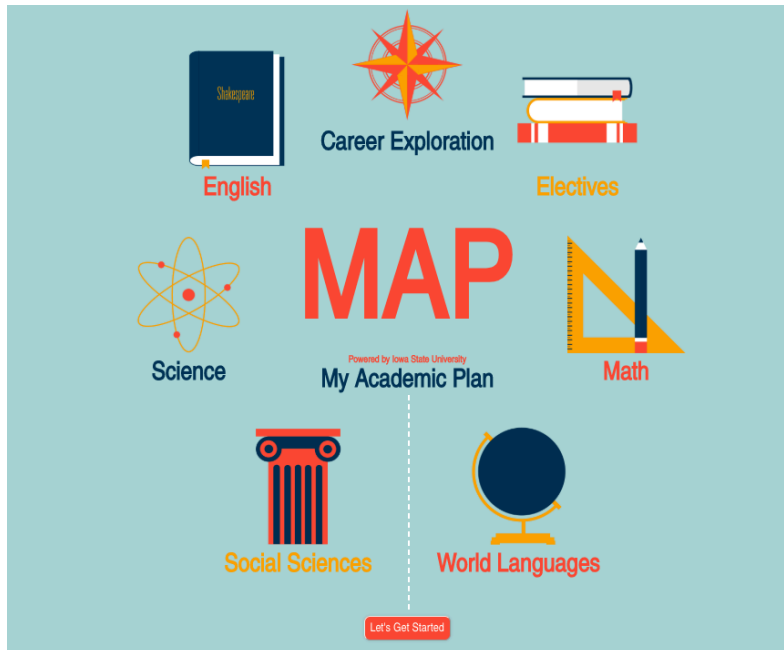 Shakespeare
Career Exploration
English
Electives
MAP
Powered by Iowa State University
My Academic Plan
Science
Math
Social Sciences
World Languages
Let's Get Started